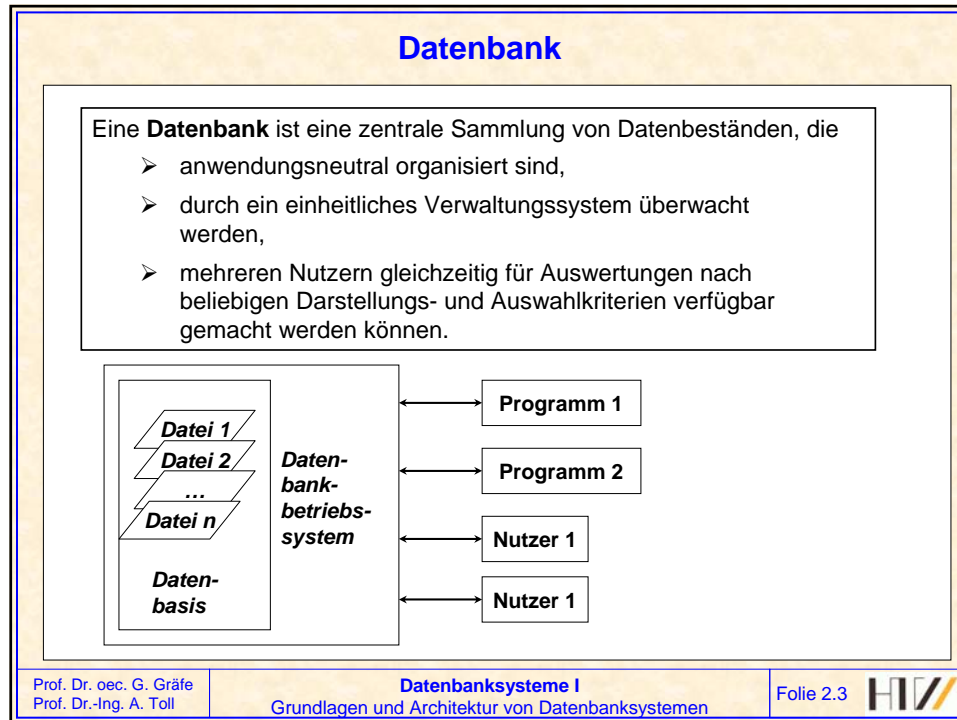 Datenbank
Eine Datenbank ist eine zentrale Sammlung von Datenbeständen, die
➢ anwendungsneutral organisiert sind,
➢ durch ein einheitliches Verwaltungssystem überwacht
werden,
➢ mehreren Nutzern gleichzeitig für Auswertungen nach
beliebigen Darstellungs- und Auswahlkriterien verfügbar
gemacht werden können.
Datei 1
Datei 2
…
Datei n
Daten-
basis
Daten-
bank-
betriebs-
system
Programm 1
Programm 2
Nutzer 1
Nutzer 1
Prof. Dr. oec. G. Gräfe
Prof. Dr.-Ing. A. Toll
Datenbanksysteme I
Grundlagen und Architektur von Datenbanksystemen
Folie 2.3
HTW